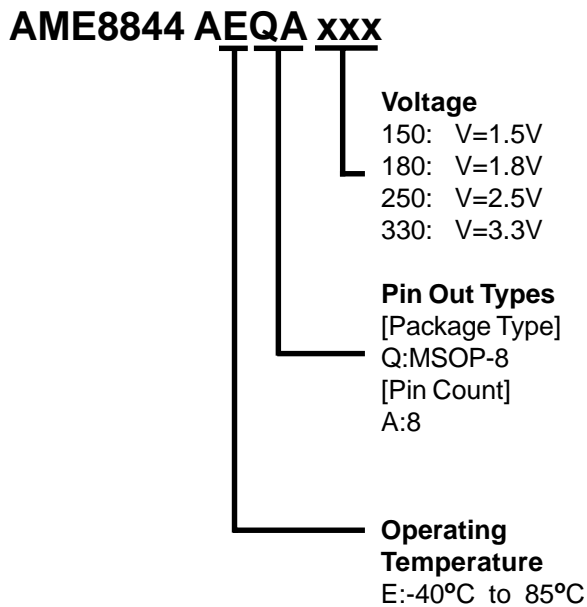 AME8844 AEQA xxx
Voltage
150: V=1.5V
180: V=1.8V
250: V=2.5V
330: V=3.3V
Pin Out Types
[Package Type]
Q:MSOP-8
[Pin Count]
A:8
Operating
Temperature
E:-40ºC to 85ºC